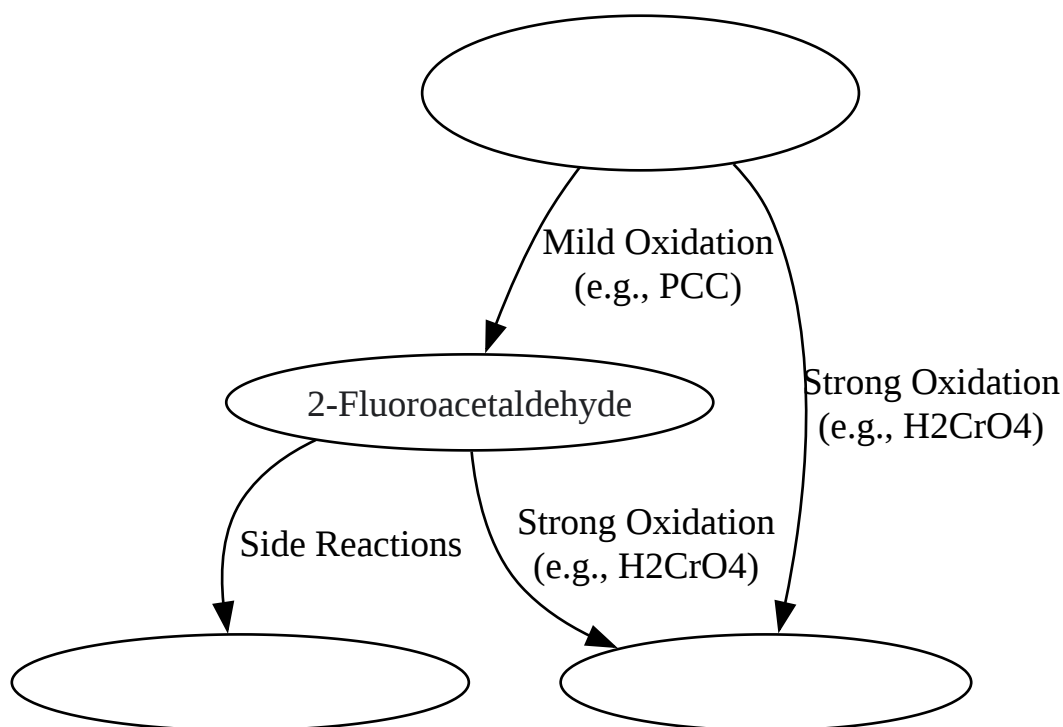 Mild Oxidation
(e.g., PCC)
Strong Oxidation
(e.g., H2CrO4)
2-Fluoroacetaldehyde
Side Reactions
Strong Oxidation
(e.g., H2CrO4)